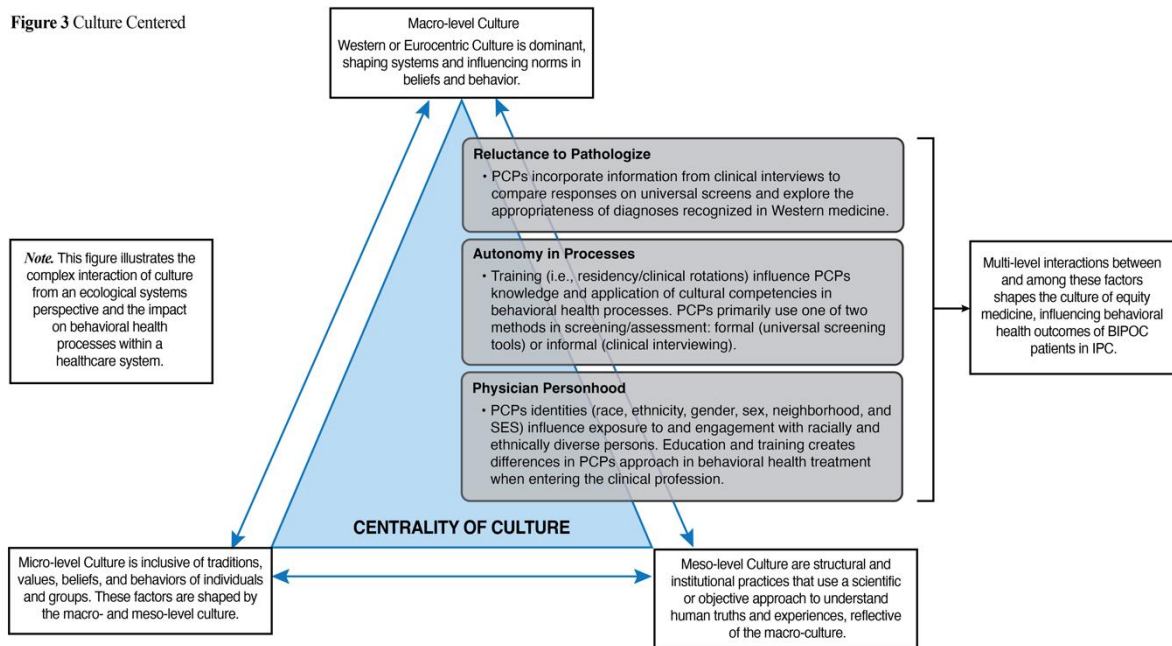 Figure 3 Culture Centered
Macro-level Culture
Western or Eurocentric Culture is dominant,
shaping systems and influencing norms in
beliefs and behavior.
Reluctance to Pathologize
• PCPs incorporate information from clinical interviews to
compare responses on universal screens and explore the
appropriateness of diagnoses recognized in Western medicine.
Autonomy in Processes
• Training (i.e., residency/clinical rotations) influence PCPs
knowledge and application of cultural competencies in
behavioral health processes. PCPs primarily use one of two
methods in screening/assessment: formal (universal screening
tools) or informal (clinical interviewing).
Physician Personhood
• PCPs identities (race, ethnicity, gender, sex, neighborhood, and
SES) influence exposure to and engagement with racially and
ethnically diverse persons. Education and training creates
differences in PCPs approach in behavioral health treatment
when entering the clinical profession.
Note. This figure illustrates the
complex interaction of culture
from an ecological systems
perspective and the impact
on behavioral health
processes within a
healthcare system.
Multi-level interactions between
and among these factors
shapes the culture of equity
medicine, influencing behavioral
health outcomes of BIPOC
patients in IPC.
CENTRALITY OF CULTURE
Micro-level Culture is inclusive of traditions,
values, beliefs, and behaviors of individuals
and groups. These factors are shaped by
the macro- and meso-level culture.
Meso-level Culture are structural and
institutional practices that use a scientific
or objective approach to understand
human truths and experiences, reflective
of the macro-culture.